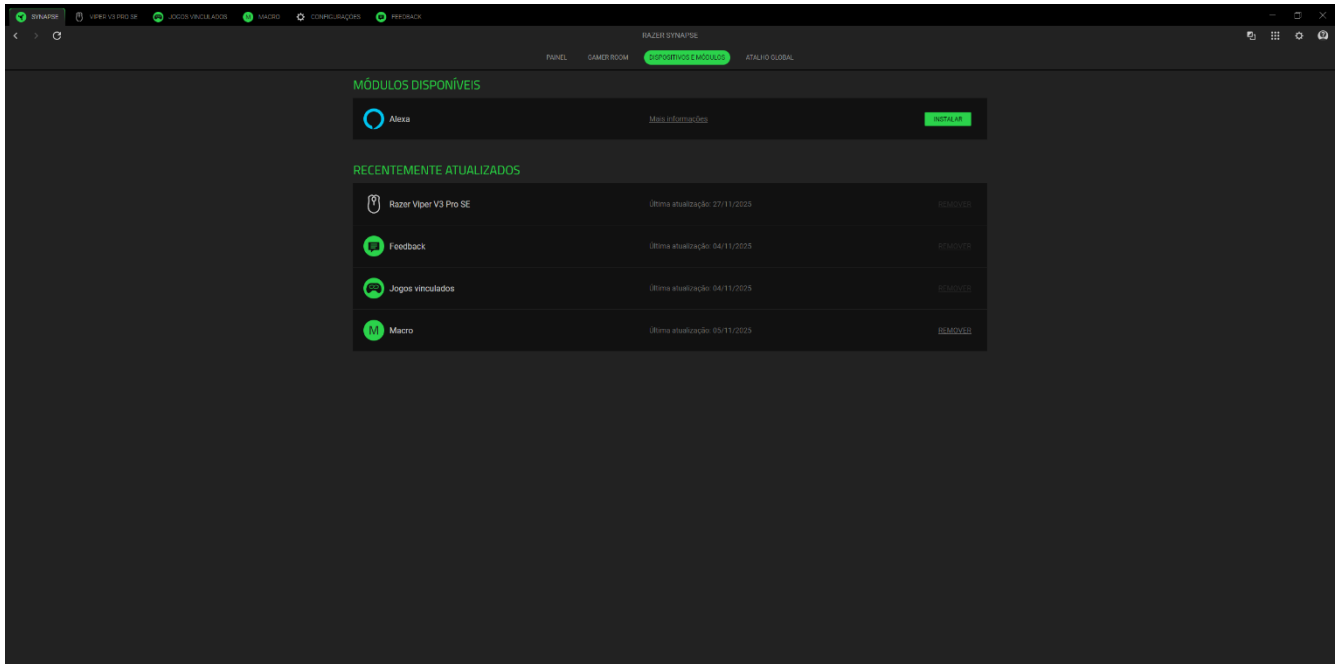 SYNAPSE VIPER V3 PRO SE JOGOS VINCULADOS M MACRO CONFIGURAÇÕES FEEDBACK
RAZER SYNAPSE
PAINEL GAMER ROOM DISPOSITIVOS E MÓDULOS ATALHO GLOBAL
MÓDULOS DISPONÍVEIS
Alexa Mais informações INSTALAR
RECENTEMENTE ATUALIZADOS
Razer Viper V3 Pro SE Última atualização: 27/11/2025 REMOVER
Feedback Última atualização: 04/11/2025 REMOVER
Jogos vinculados Última atualização: 04/11/2025 REMOVER
M Macro Última atualização: 05/11/2025 REMOVER